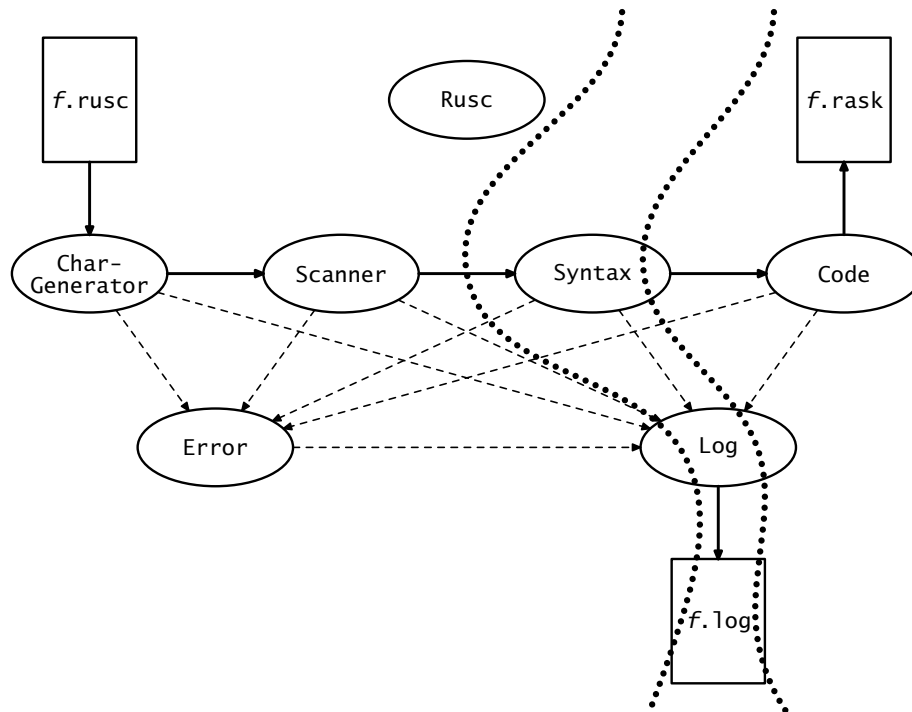 f.rusc
Rusc
f.rask
Char-
Generator
Scanner
Syntax
Code
Error
Log
f.log